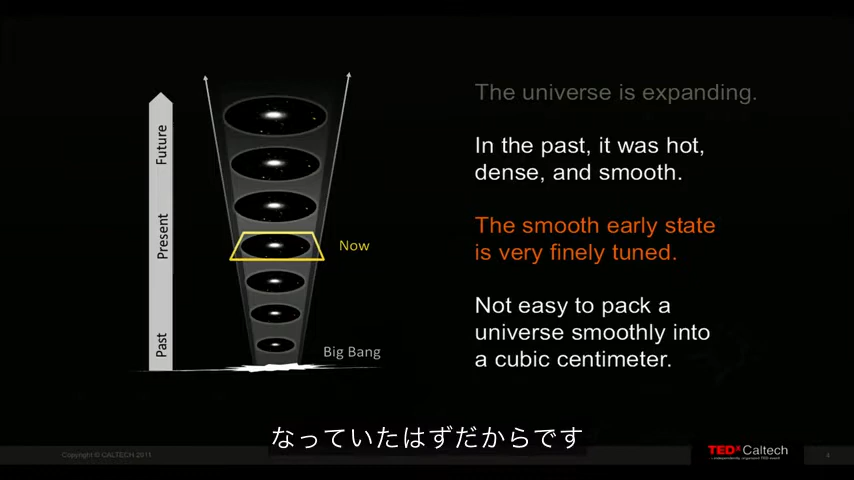 The universe is expanding.
In the past, it was hot,
dense, and smooth.
The smooth early state
is very finely tuned.
Not easy to pack a
universe smoothly into
a cubic centimeter.
Future
Present
Past
Now
Big Bang
なっていたはずだからです
Copyright © CALTECH 2011
TEDxCaltech